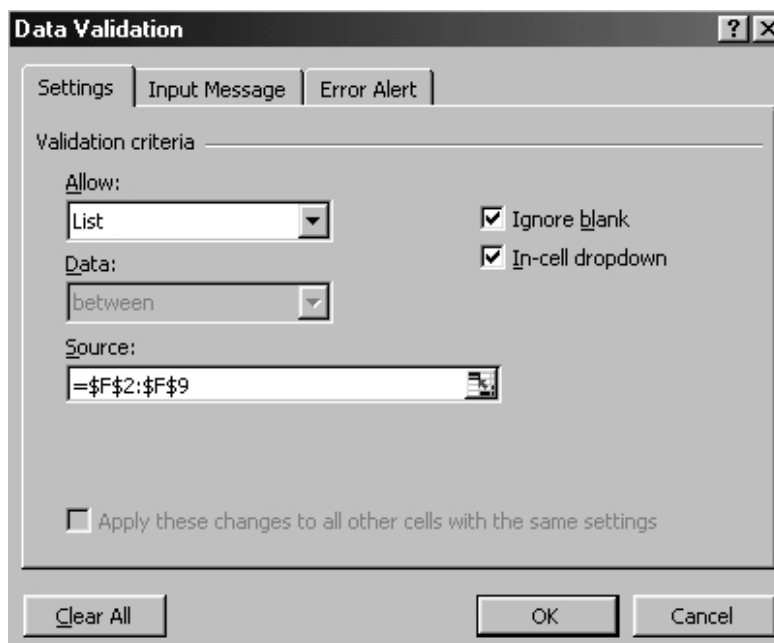 Data Validation
Settings Input Message Error Alert
Validation criteria
Allow:
List
Ignore blank
Data:
In-cell dropdown
between
Source:
=$F$2:$F$9
Apply these changes to all other cells with the same settings
Clear All OK Cancel